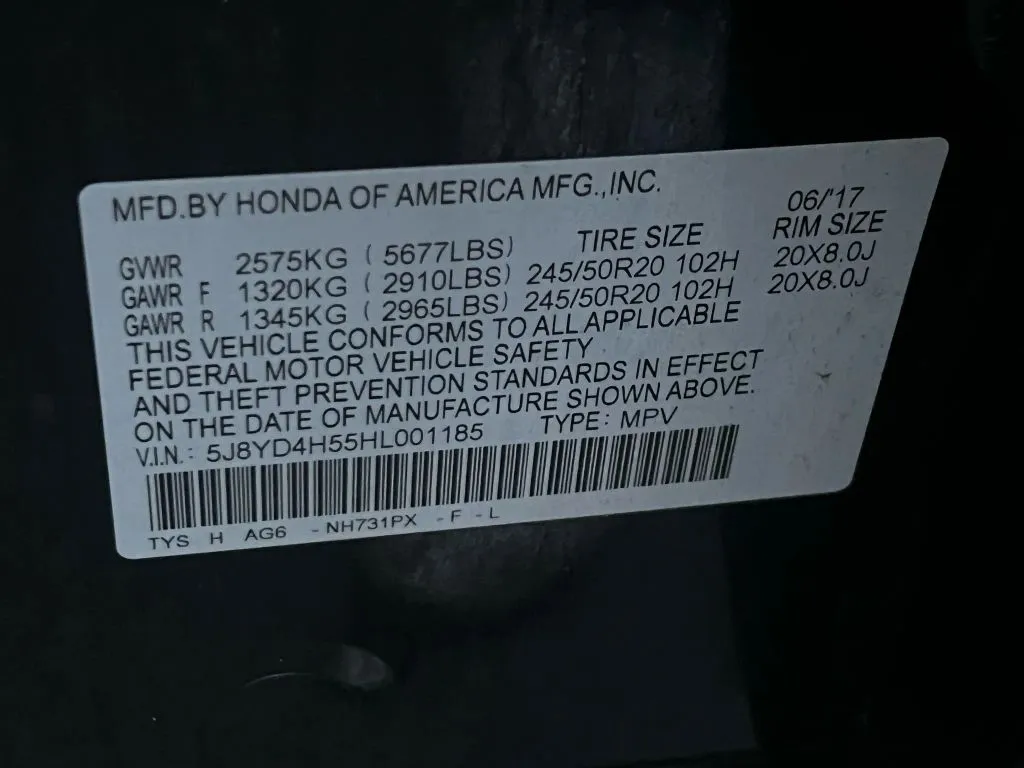 MFD.BY HONDA OF AMERICA MFG.,INC. 06/'17
TIRE SIZE RIM SIZE
GVWR 2575KG ( 5677LBS)
GAWR F 1320KG ( 2910LBS) 245/50R20 102H 20X8.0J
GAWR R 1345KG ( 2965LBS) 245/50R20 102H 20X8.0J
THIS VEHICLE CONFORMS TO ALL APPLICABLE
FEDERAL MOTOR VEHICLE SAFETY
AND THEFT PREVENTION STANDARDS IN EFFECT
ON THE DATE OF MANUFACTURE SHOWN ABOVE.
V.I.N.: 5J8YD4H55HL001185 TYPE: MPV
TYS H AG6 -NH731PX -F -L